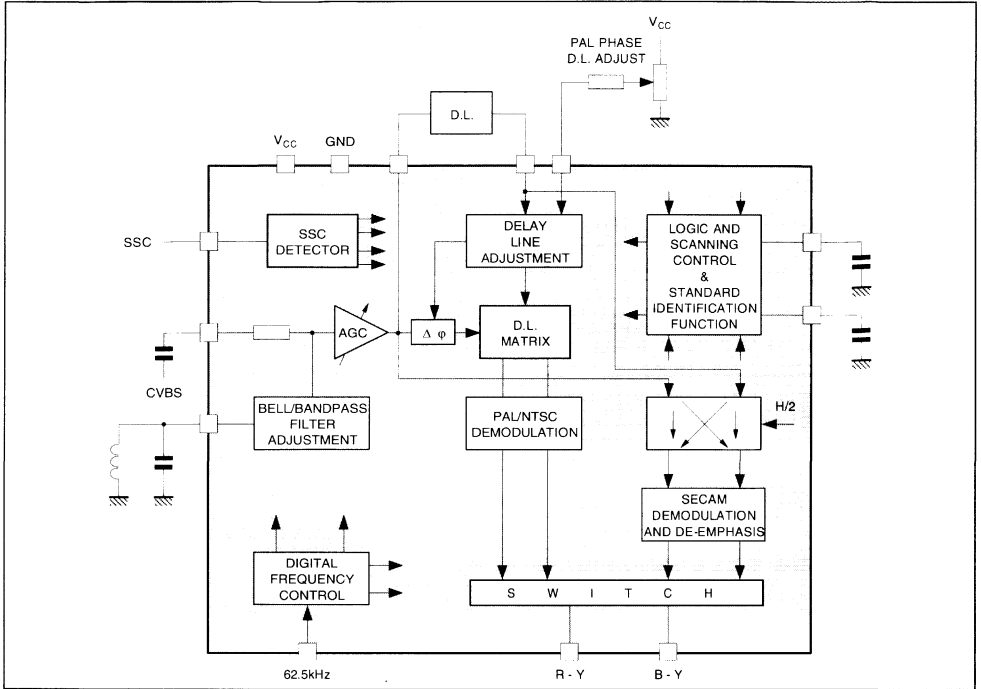 VCC
PAL PHASE
D.L. ADJUST
D.L.
VCC
GND
SSC
SSC
DETECTOR
DELAY
LINE
ADJUSTMENT
LOGIC AND
SCANNING
CONTROL
&
STANDARD
IDENTIFICATION
FUNCTION
AGC
Δ φ
D.L.
MATRIX
CVBS
BELL/BANDPASS
FILTER
ADJUSTMENT
PAL/NTSC
DEMODULATION
H/2
SECAM
DEMODULATION
AND DE-EMPHASIS
DIGITAL
FREQUENCY
CONTROL
S W I T C H
62.5kHz
R - Y
B - Y